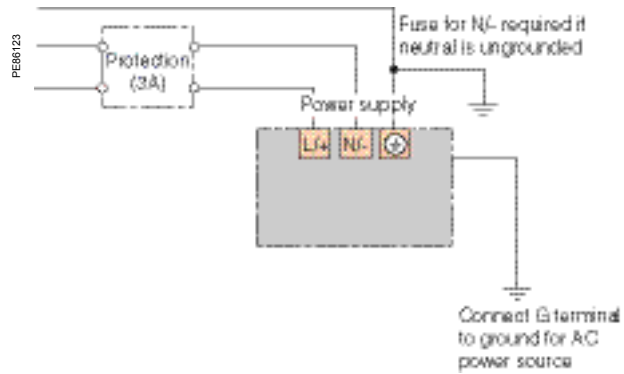 PE86123
Fuse for N/- required if
neutral is ungrounded
Protection
(3A)
Power supply
L/+ N/-
Connect G terminal
to ground for AC
power source